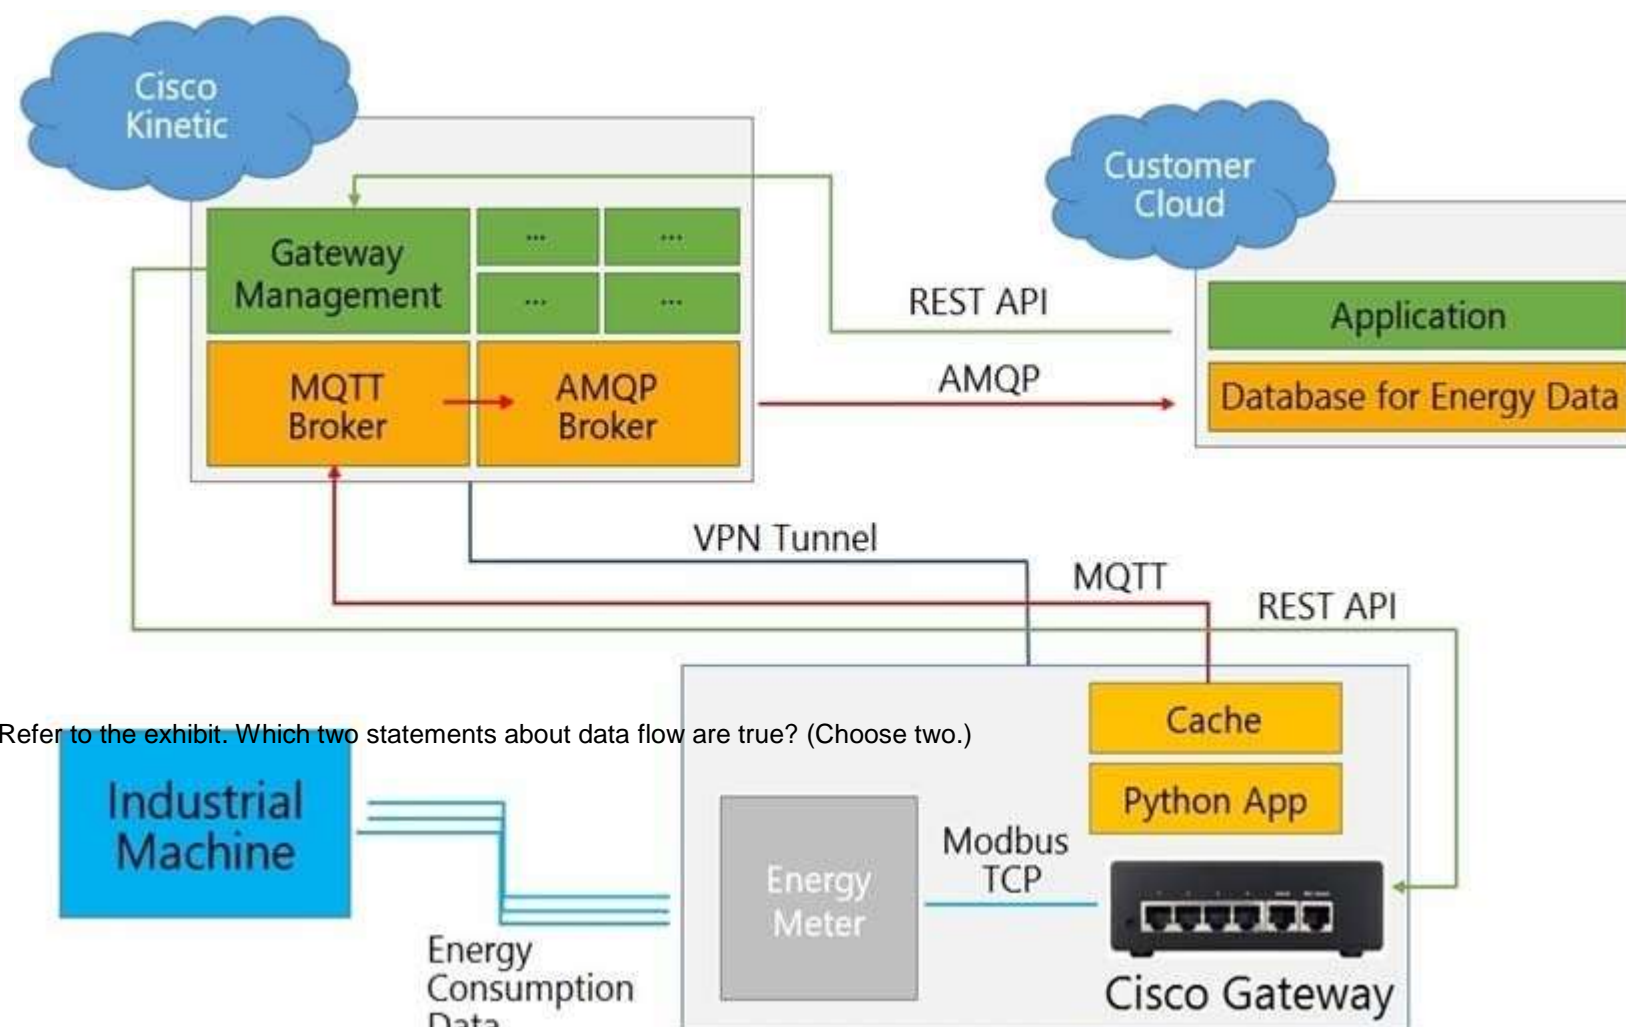 Cisco
Kinetic
Customer
Cloud
Gateway
Management
...
...
...
...
REST API
Application
MQTT
Broker
AMQP
Broker
AMQP
Database for Energy Data
VPN Tunnel
MQTT
REST API
Refer to the exhibit. Which two statements about data flow are true? (Choose two.)
Cache
Industrial
Machine
Python App
Modbus
TCP
Energy
Meter
Energy
Consumption
Data
Cisco Gateway